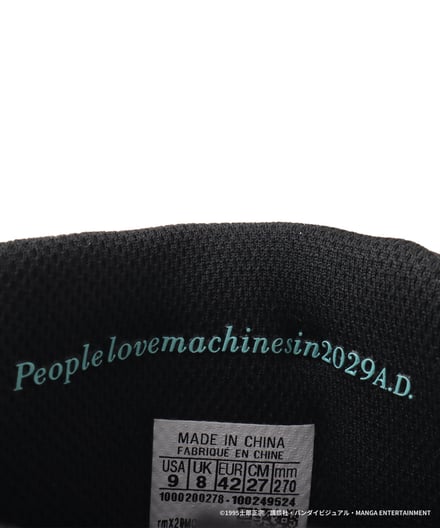 PeoplelovemachinesIn2029A.D.
MADE IN CHINA
FABRIQUÉ EN CHINE
USA UK EUR CM mm
9 8 42 27 270
1000200278-100249524
©1995士郎正宗／講談社・バンダイビジュアル・MANGA ENTERTAINMENT